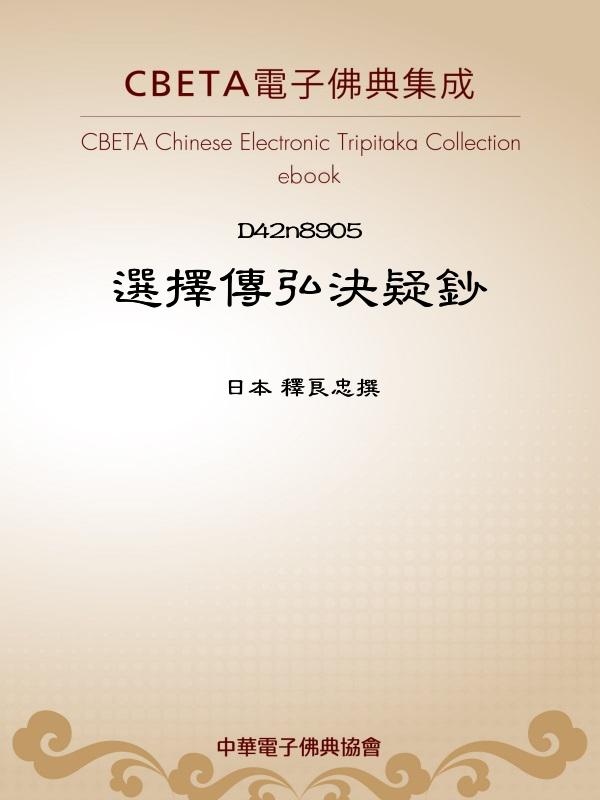 CBETA電子佛典集成
CBETA Chinese Electronic Tripitaka Collection
ebook
D42n8905
選擇傳弘決疑鈔
日本 釋良忠撰
中華電子佛典協會